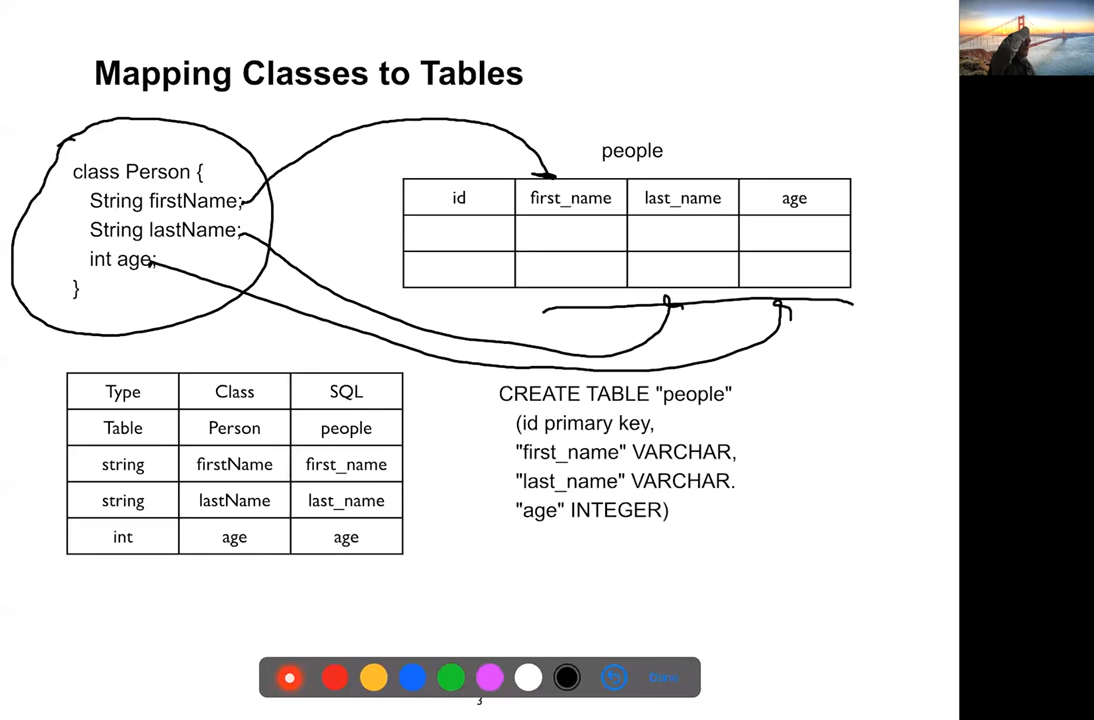 Mapping Classes to Tables
class Person {
String firstName;
String lastName;
int age;
}
people
id first_name last_name age
Type Class SQL
Table Person people
string firstName first_name
string lastName last_name
int age age
CREATE TABLE "people"
(id primary key,
"first_name" VARCHAR,
"last_name" VARCHAR.
"age" INTEGER)
Done
3